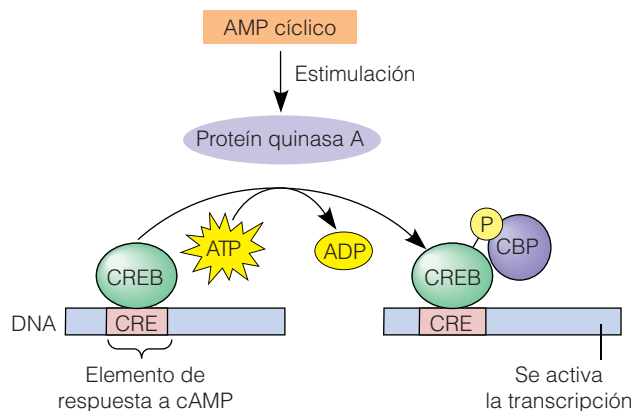 AMP cíclico
Estimulación
Proteín quinasa A
ATP
ADP
P
CBP
CREB
CREB
DNA
CRE
CRE
Elemento de
respuesta a cAMP
Se activa
la transcripción